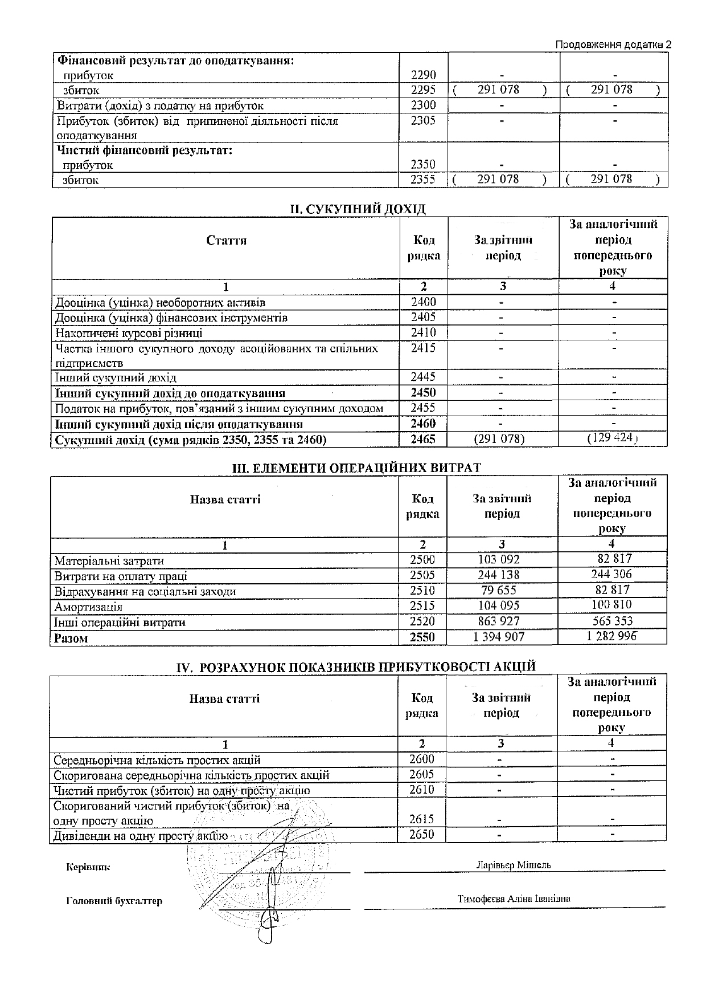 Продовження додатка 2
Фінансовий результат до оподаткування:
прибуток 2290 - -
збиток 2295 ( 291 078 ) ( 291 078 )
Витрати (дохід) з податку на прибуток 2300 - -
Прибуток (збиток) від припиненої діяльності після 2305 - -
оподаткування
Чистий фінансовий результат:
прибуток 2350 - -
збиток 2355 ( 291 078 ) ( 291 078 )
II. СУКУПНИЙ ДОХІД
За аналогічний
Стаття Код За звітний період
рядка період попереднього
року
1 2 3 4
Дооцінка (уцінка) необоротних активів 2400 - -
Дооцінка (уцінка) фінансових інструментів 2405 - -
Накопичені курсові різниці 2410 - -
Частка іншого сукупного доходу асоційованих та спільних 2415 - -
підприємств
Інший сукупний дохід 2445 - -
Інший сукупний дохід до оподаткування 2450 - -
Податок на прибуток, пов’язаний з іншим сукупним доходом 2455 - -
Інший сукупний дохід після оподаткування 2460 - -
Сукупний дохід (сума рядків 2350, 2355 та 2460) 2465 (291 078) (129 424)
III. ЕЛЕМЕНТИ ОПЕРАЦІЙНИХ ВИТРАТ
За аналогічний
Назва статті Код За звітний період
рядка період попереднього
року
1 2 3 4
Матеріальні затрати 2500 103 092 82 817
Витрати на оплату праці 2505 244 138 244 306
Відрахування на соціальні заходи 2510 79 655 82 817
Амортизація 2515 104 095 100 810
Інші операційні витрати 2520 863 927 565 353
Разом 2550 1 394 907 1 282 996
IV. РОЗРАХУНОК ПОКАЗНИКІВ ПРИБУТКОВОСТІ АКЦІЙ
За аналогічний
Назва статті Код За звітний період
рядка період попереднього
року
1 2 3 4
Середньорічна кількість простих акцій 2600 - -
Скоригована середньорічна кількість простих акцій 2605 - -
Чистий прибуток (збиток) на одну просту акцію 2610 - -
Скоригований чистий прибуток (збиток) на
одну просту акцію 2615 - -
Дивіденди на одну просту акцію 2650 - -
Керівник Ларівьєр Мішель
Головний бухгалтер Тимофєєва Аліна Іванівна